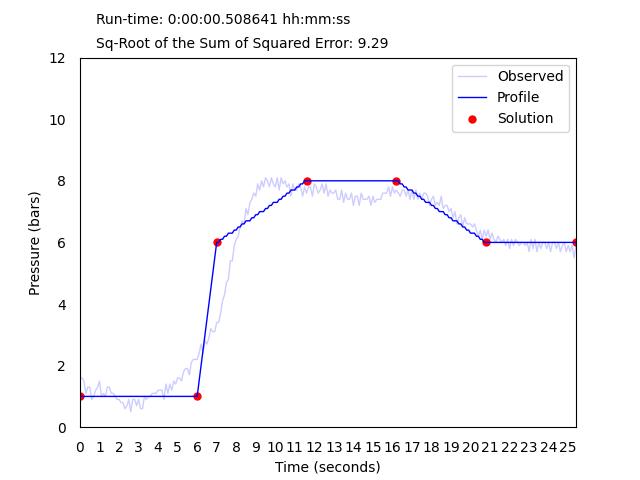 Run-time: 0:00:00.508641 hh:mm:ss
Sq-Root of the Sum of Squared Error: 9.29
12
10
8
6
4
2
0
Pressure (bars)
Observed
Profile
Solution
0 1 2 3 4 5 6 7 8 9 10 11 12 13 14 15 16 17 18 19 20 21 22 23 24 25
Time (seconds)